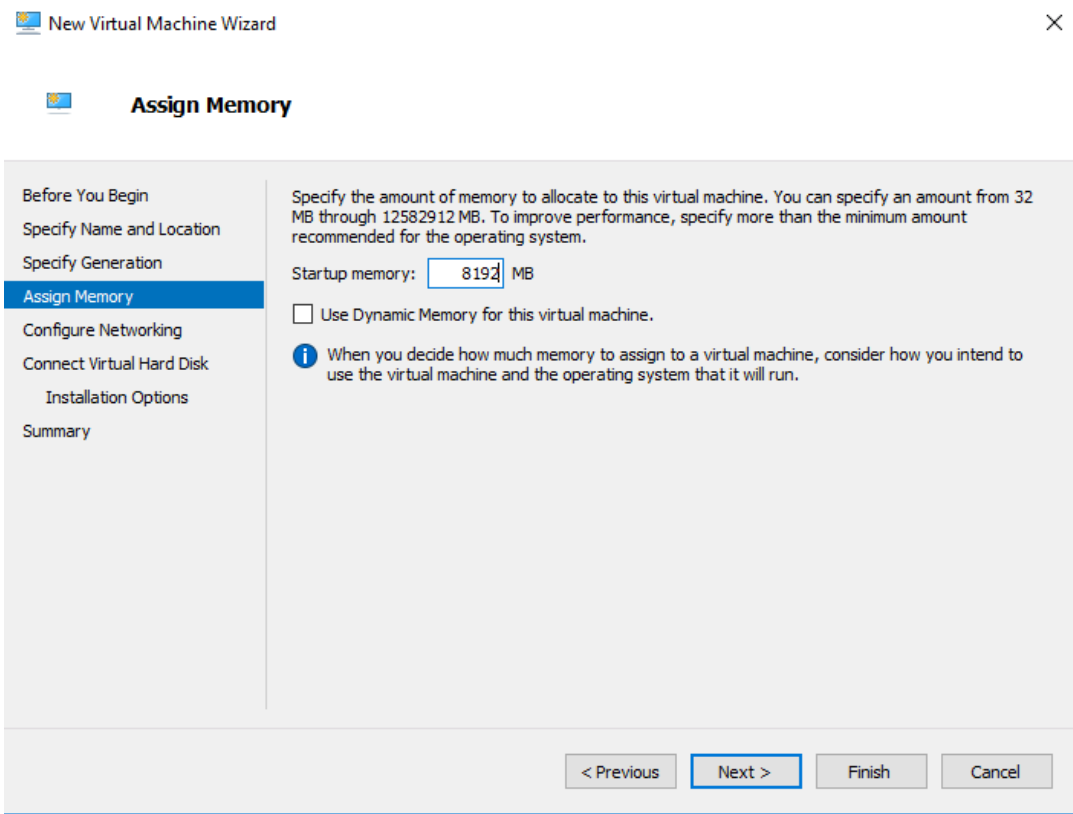 New Virtual Machine Wizard
Assign Memory
Before You Begin
Specify Name and Location
Specify Generation
Assign Memory
Configure Networking
Connect Virtual Hard Disk
Installation Options
Summary
Specify the amount of memory to allocate to this virtual machine. You can specify an amount from 32
MB through 12582912 MB. To improve performance, specify more than the minimum amount
recommended for the operating system.
Startup memory: 8192 MB
Use Dynamic Memory for this virtual machine.
When you decide how much memory to assign to a virtual machine, consider how you intend to
use the virtual machine and the operating system that it will run.
< Previous Next > Finish Cancel